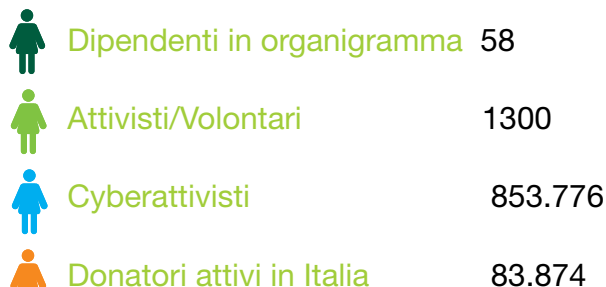 Dipendenti in organigramma 58
Attivisti/Volontari 1300
Cyberattivisti 853.776
Donatori attivi in Italia 83.874